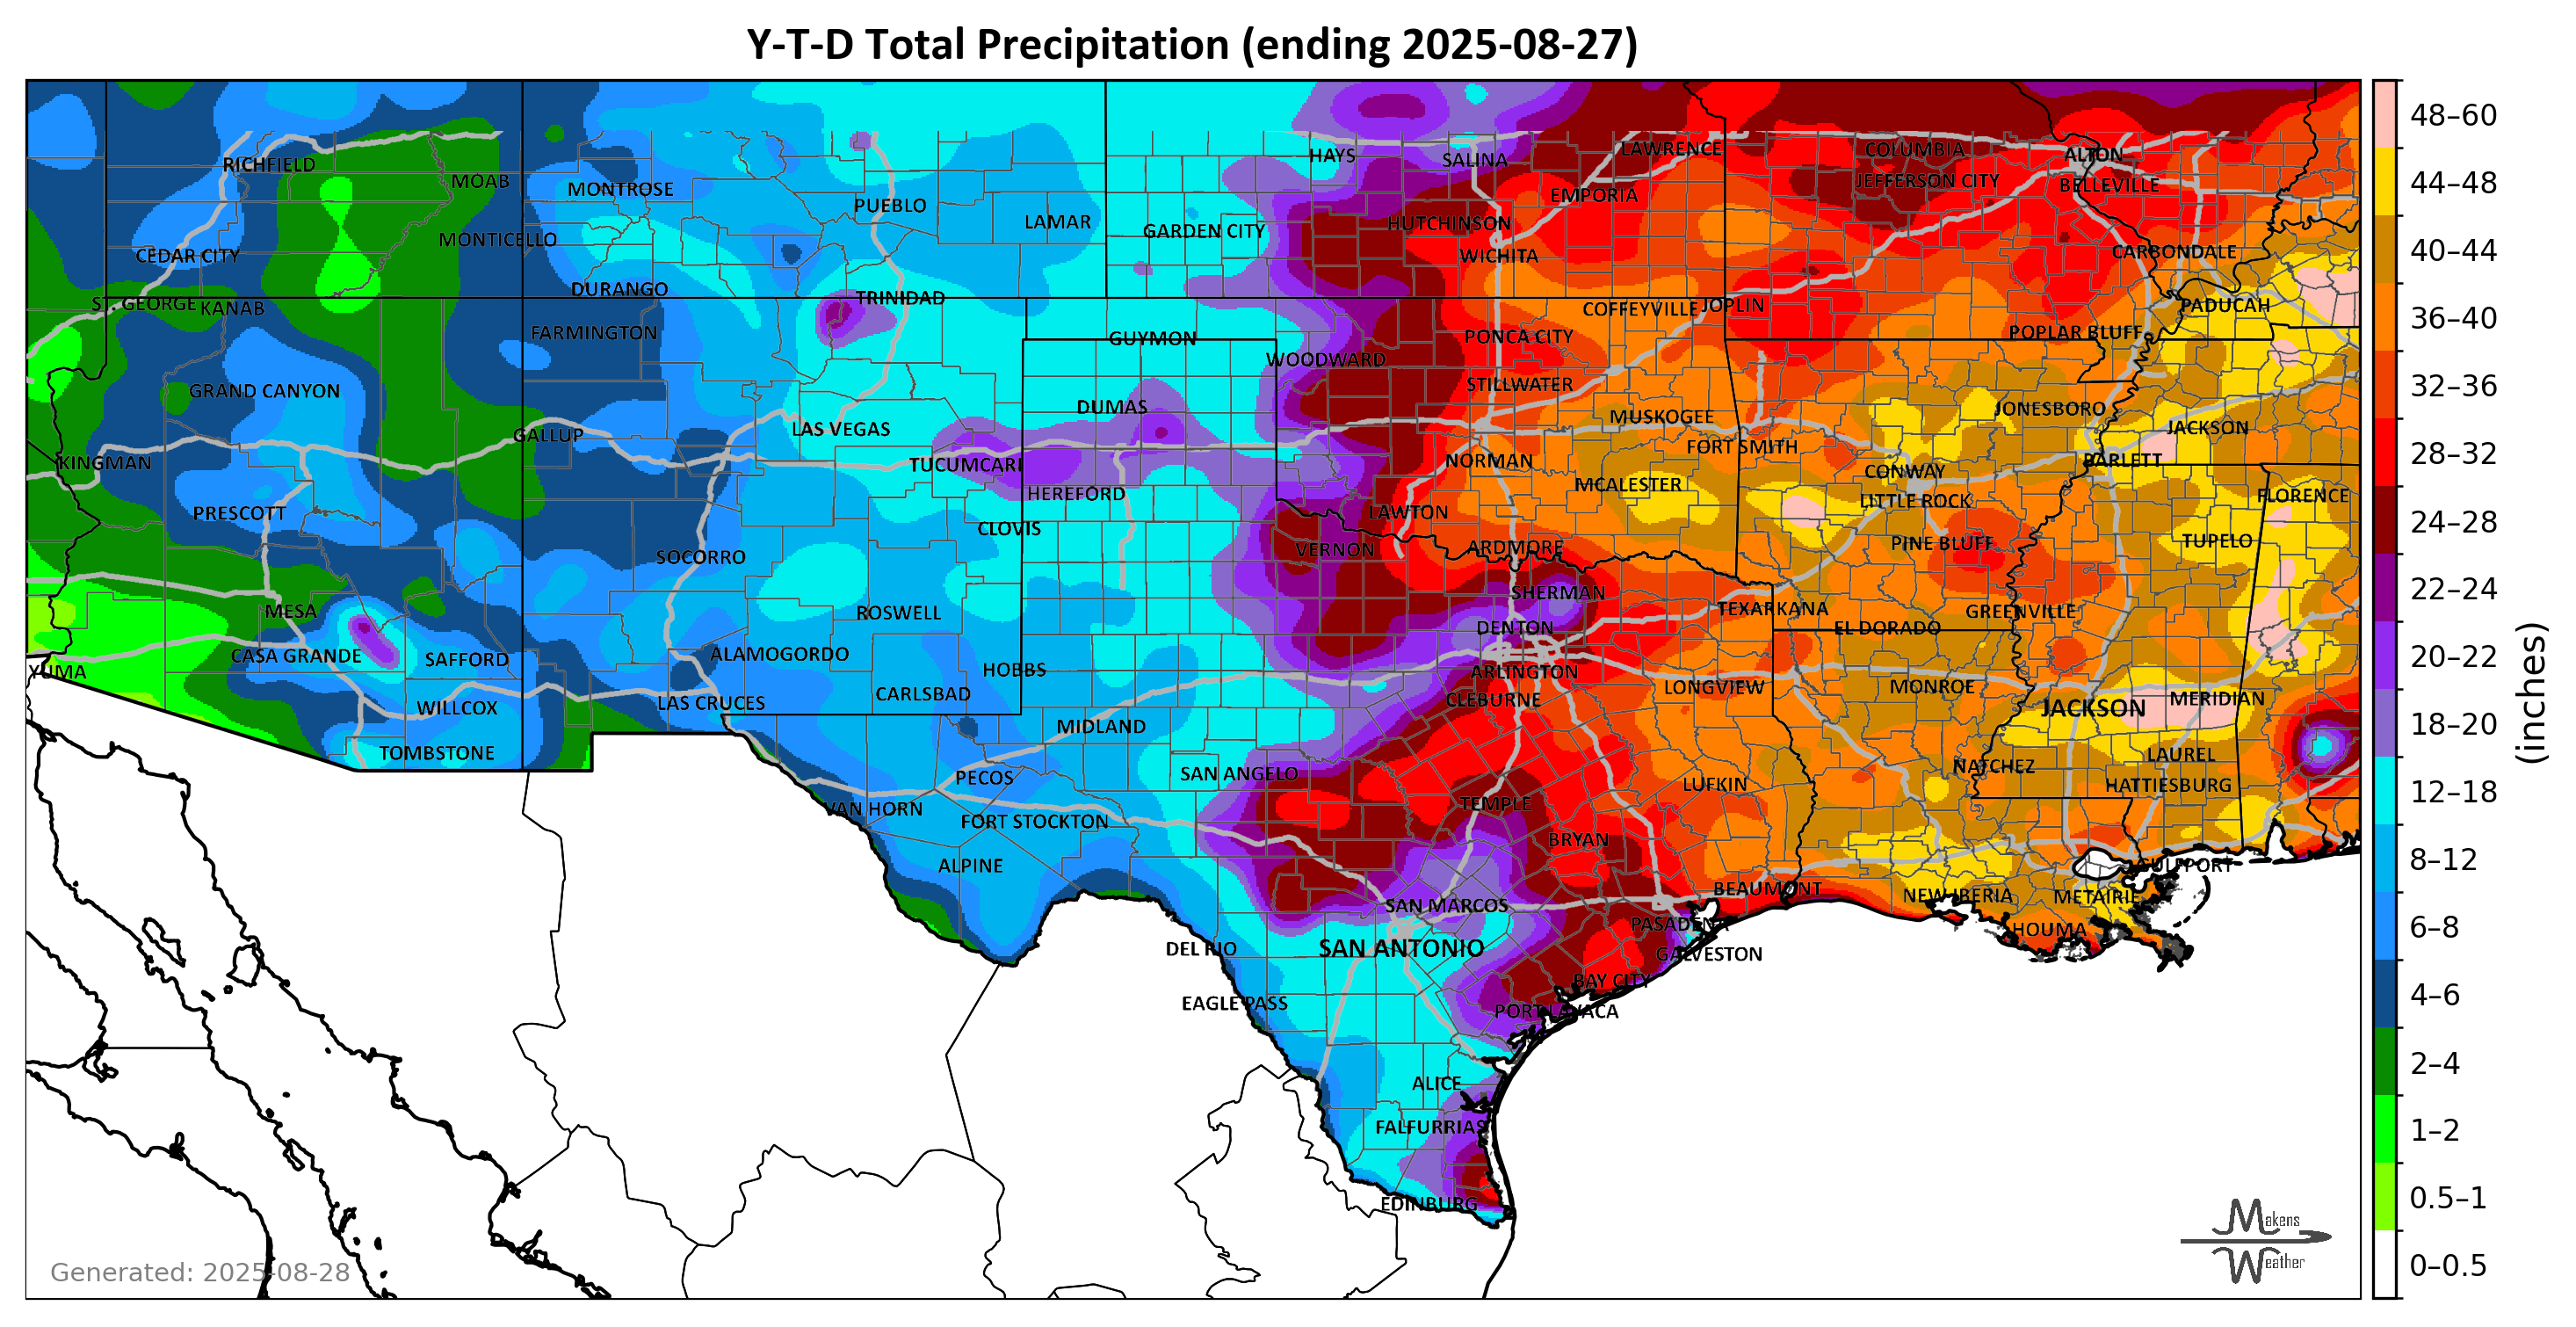 Y-T-D Total Precipitation (ending 2025-08-27)
HAYS
SALINA
LAWRENCE
COLUMBIA
ALTON
RICHFIELD
MOAB
MONTROSE
JEFFERSON CITY
BELLEVILLE
PUEBLO
EMPORIA
LAMAR
GARDEN CITY
HUTCHINSON
MONTICELLO
CEDAR CITY
WICHITA
CARBONDALE
DURANGO
ST. GEORGE
KANAB
TRINIDAD
COFFEYVILLE
JOPLIN
PADUCAH
FARMINGTON
GUYMON
PONCA CITY
POPLAR BLUFF
WOODWARD
GRAND CANYON
STILLWATER
DUMAS
MUSKOGEE
JONESBORO
GALLUP
LAS VEGAS
JACKSON
FORT SMITH
KINGMAN
TUCUMCARI
NORMAN
BARLETT
CONWAY
HEREFORD
MCALESTER
LITTLE ROCK
FLORENCE
PRESCOTT
CLOVIS
LAWTON
SOCORRO
VERNON
ARDMORE
PINE BLUFF
TUPELO
MESA
ROSWELL
SHERMAN
TEXARKANA
GREENVILLE
DENTON
EL DORADO
CASA GRANDE
SAFFORD
ALAMOGORDO
YUMA
HOBBS
ARLINGTON
LONGVIEW
MONROE
WILLCOX
LAS CRUCES
CARLSBAD
CLEBURNE
JACKSON
MERIDIAN
MIDLAND
TOMBSTONE
PECOS
SAN ANGELO
NATCHEZ
LAUREL
LUFKIN
HATTIESBURG
VAN HORN
FORT STOCKTON
TEMPLE
BRYAN
ALPINE
GULFPORT
BEAUMONT
NEW IBERIA
METAIRIE
SAN MARCOS
PASADENA
HOUMA
DEL RIO
SAN ANTONIO
GALVESTON
BAY CITY
EAGLE PASS
PORT LAVACA
ALICE
FALFURRIAS
EDINBURG
48–60
44–48
40–44
36–40
32–36
28–32
24–28
22–24
20–22
18–20
12–18
8–12
6–8
4–6
2–4
1–2
0.5–1
0–0.5
(inches)
Generated: 2025-08-28
Makens
Weather